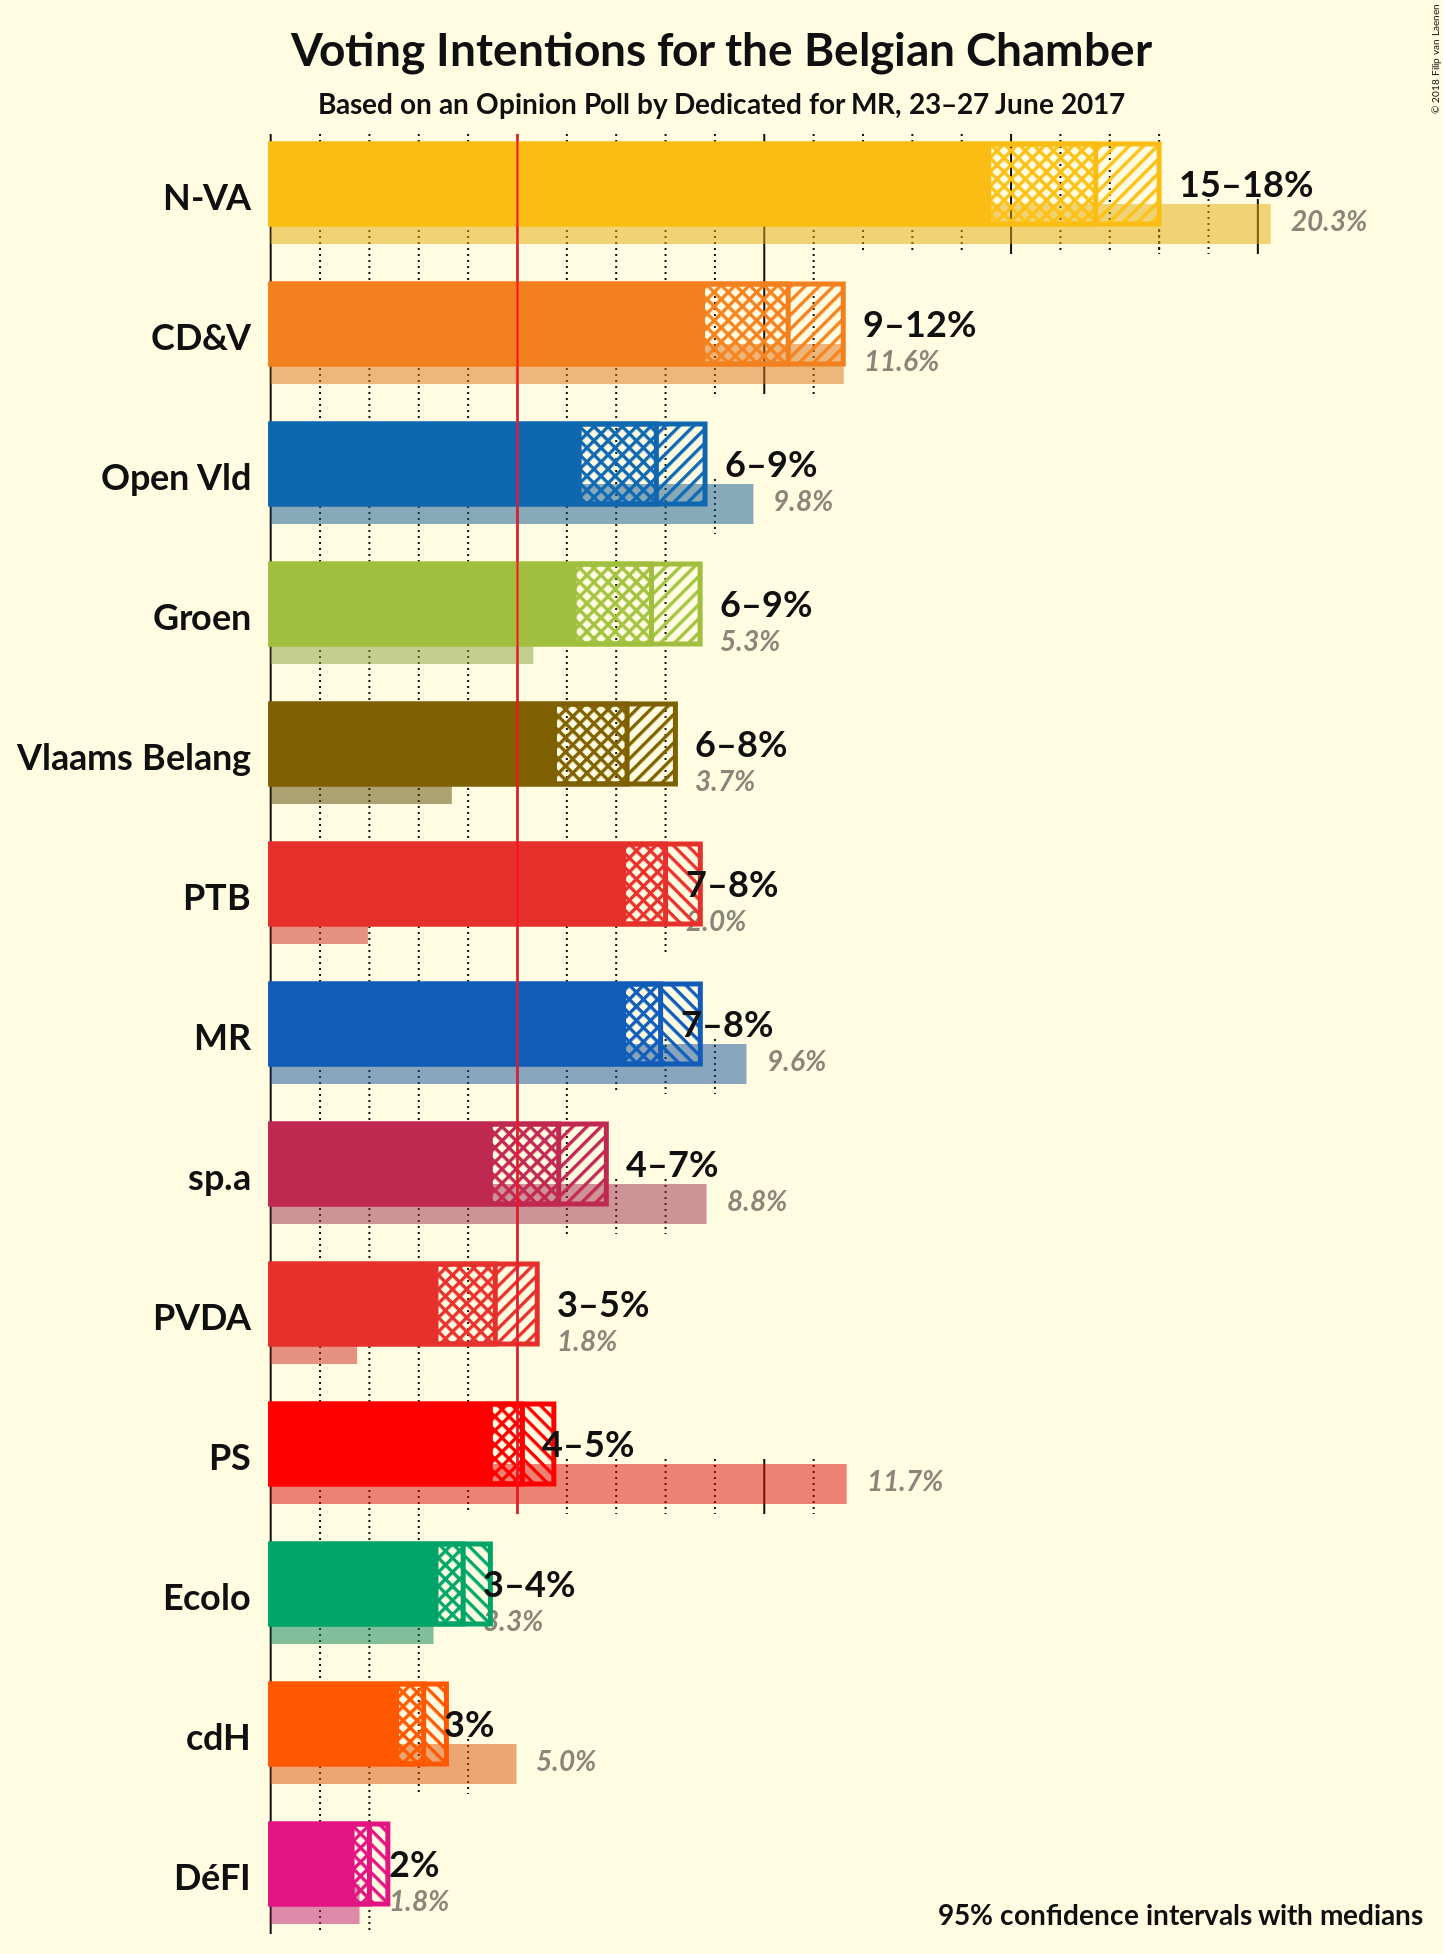 © 2018 Filip van Laenen
Voting Intentions for the Belgian Chamber
Based on an Opinion Poll by Dedicated for MR, 23–27 June 2017
N-VA
15–18%
20.3%
CD&V
9–12%
11.6%
Open Vld
6–9%
9.8%
Groen
6–9%
5.3%
Vlaams Belang
6–8%
3.7%
PTB
7–8%
2.0%
MR
7–8%
9.6%
sp.a
4–7%
8.8%
PVDA
3–5%
1.8%
PS
4–5%
11.7%
Ecolo
3–4%
3.3%
cdH
3%
5.0%
DéFI
2%
1.8%
95% confidence intervals with medians